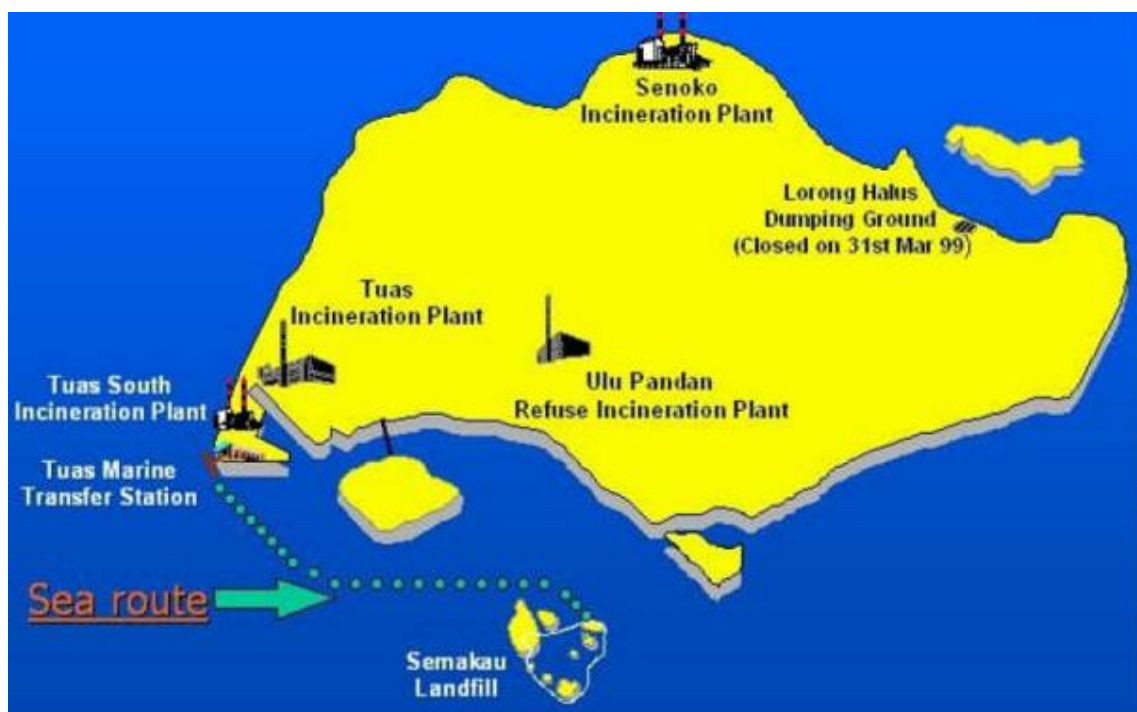 Senoko
Incineration Plant
Lorong Halus
Dumping Ground
(Closed on 31st Mar 99)
Tuas
Incineration Plant
Tuas South
Incineration Plant
Ulu Pandan
Refuse Incineration Plant
Tuas Marine
Transfer Station
Sea route
Semakau
Landfill